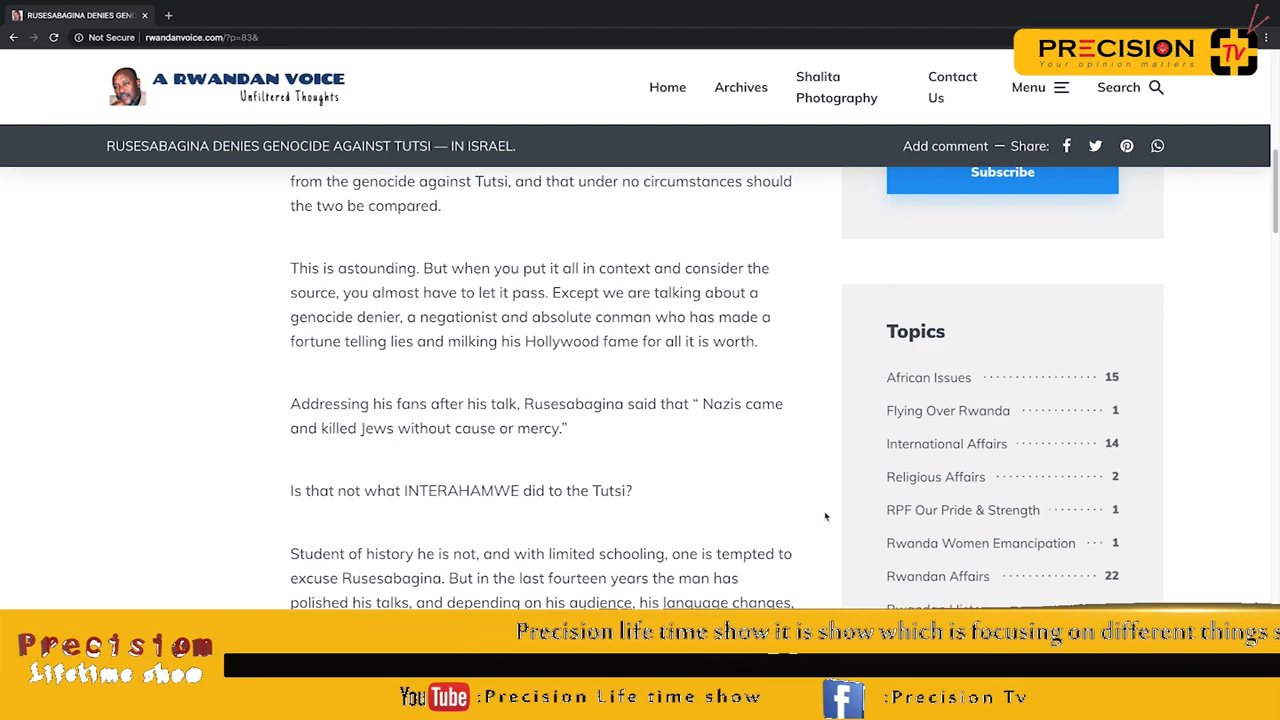 RUSESABAGINA DENIES GENO
Not Secure
rwandanvoice.com/?p=83&
PRECISION TV
Your opinion matters
A RWANDAN VOICE
Unfiltered Thoughts
Home
Archives
Shalita
Photography
Contact
Us
Menu
Search
RUSESABAGINA DENIES GENOCIDE AGAINST TUTSI — IN ISRAEL.
Add comment — Share:
from the genocide against Tutsi, and that under no circumstances should
the two be compared.
This is astounding. But when you put it all in context and consider the
source, you almost have to let it pass. Except we are talking about a
genocide denier, a negationist and absolute conman who has made a
fortune telling lies and milking his Hollywood fame for all it is worth.
Addressing his fans after his talk, Rusesabagina said that “ Nazis came
and killed Jews without cause or mercy.”
Is that not what INTERAHAMWE did to the Tutsi?
Student of history he is not, and with limited schooling, one is tempted to
excuse Rusesabagina. But in the last fourteen years the man has
polished his talks, and depending on his audience, his language changes,
Subscribe
Topics
African Issues 15
Flying Over Rwanda 1
International Affairs 14
Religious Affairs 2
RPF Our Pride & Strength 1
Rwanda Women Emancipation 1
Rwandan Affairs 22
Precision
Lifetime show
Precision life time show it is show which is focusing on different things s
YouTube :Precision Life time show
f :Precision Tv